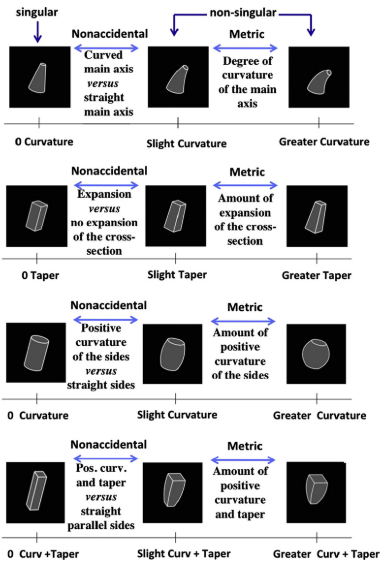 singular
non-singular
Nonaccidental
Metric
Curved
main axis
versus
straight
main axis
Degree of
curvature
of the main
axis
0 Curvature
Slight Curvature
Greater Curvature
Nonaccidental
Metric
Expansion
versus
no expansion
of the cross-
section
Amount of
expansion
of the cross-
section
0 Taper
Slight Taper
Greater Taper
Nonaccidental
Metric
Positive
curvature
of the sides
versus
straight sides
Amount of
positive
curvature
of the sides
0 Curvature
Slight Curvature
Greater Curvature
Nonaccidental
Metric
Pos. curv.
and taper
versus
straight
parallel sides
Amount of
positive
curvature
and taper
0 Curv +Taper
Slight Curv + Taper
Greater Curv + Taper